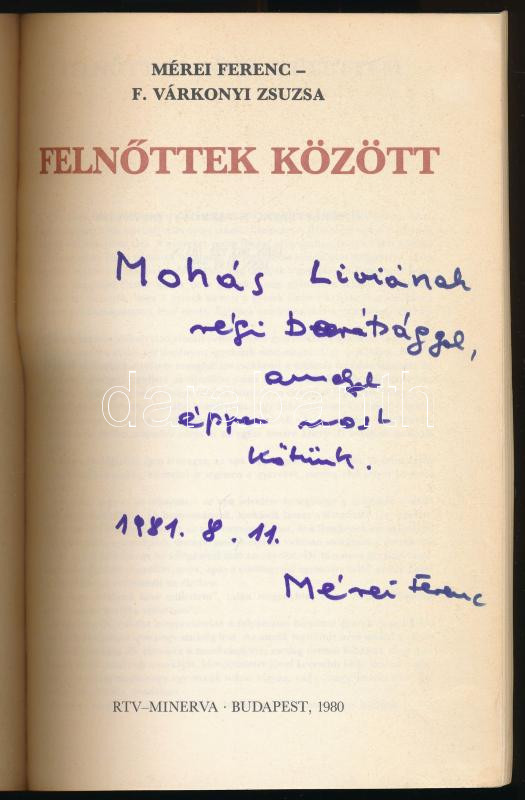 MÉREI FERENC –
F. VÁRKONYI ZSUZSA
FELNŐTTEK KÖZÖTT
Mohás Liviának
régi barátsággal,
amelyet
éppen most
kötünk.
1981. 8. 11.
Mérei Ferenc
RTV–MINERVA · BUDAPEST, 1980